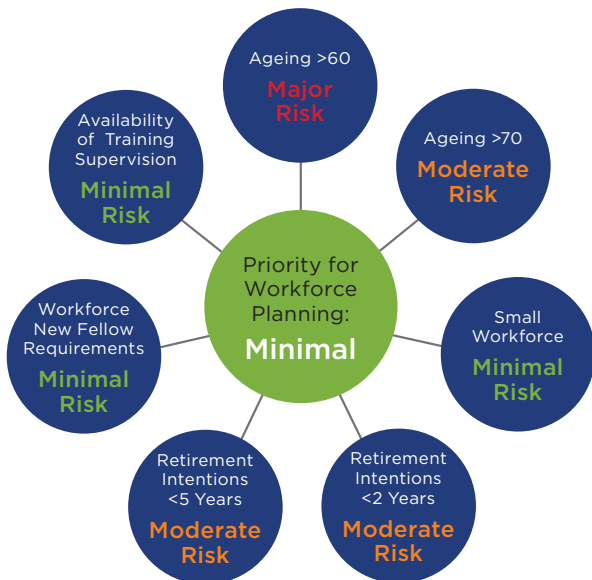 Ageing >60
Major
Risk
Ageing >70
Moderate
Risk
Small
Workforce
Minimal
Risk
Retirement
Intentions
<2 Years
Moderate
Risk
Retirement
Intentions
<5 Years
Moderate
Risk
Workforce
New Fellow
Requirements
Minimal
Risk
Availability
of Training
Supervision
Minimal
Risk
Priority for
Workforce
Planning:
Minimal